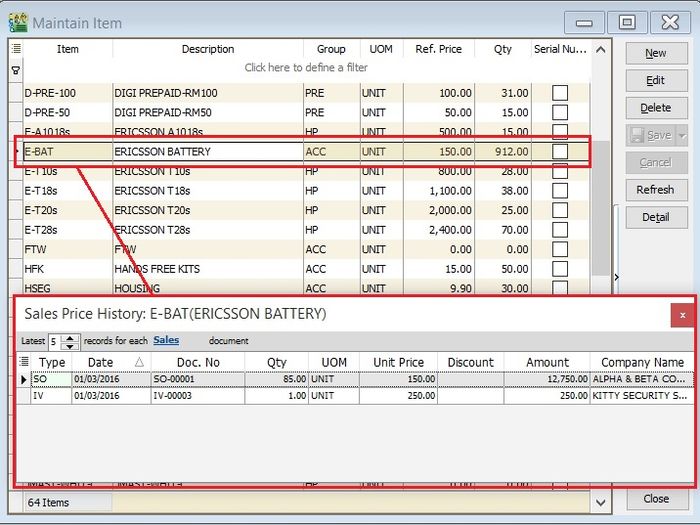 Maintain Item
Item Description Group UOM Ref. Price Qty Serial Nu...
Click here to define a filter
D-PRE-100 DIGI PREPAID-RM100 PRE UNIT 100.00 31.00
D-PRE-50 DIGI PREPAID-RM50 PRE UNIT 50.00 15.00
E-A1018s ERICSSON A1018s HP UNIT 500.00 15.00
E-BAT ERICSSON BATTERY ACC UNIT 150.00 912.00
E-T10s ERICSSON T10s HP UNIT 800.00 28.00
E-T18s ERICSSON T18s HP UNIT 1,100.00 38.00
E-T20s ERICSSON T20s HP UNIT 2,000.00 25.00
E-T28s ERICSSON T28s HP UNIT 2,400.00 70.00
FTW FTW ACC UNIT 0.00 0.00
HFK HANDS FREE KITS ACC UNIT 15.00 50.00
HSEG HOUSING ACC UNIT 9.90 30.00
New
Edit
Delete
Save
Cancel
Refresh
Detail
Sales Price History: E-BAT(ERICSSON BATTERY)
x
Latest 5 records for each Sales document
Type Date Doc. No Qty UOM Unit Price Discount Amount Company Name
SO 01/03/2016 SO-00001 85.00 UNIT 150.00 12,750.00 ALPHA & BETA CO...
IV 01/03/2016 IV-00003 1.00 UNIT 250.00 250.00 KITTY SECURITY S...
64 Items
Close